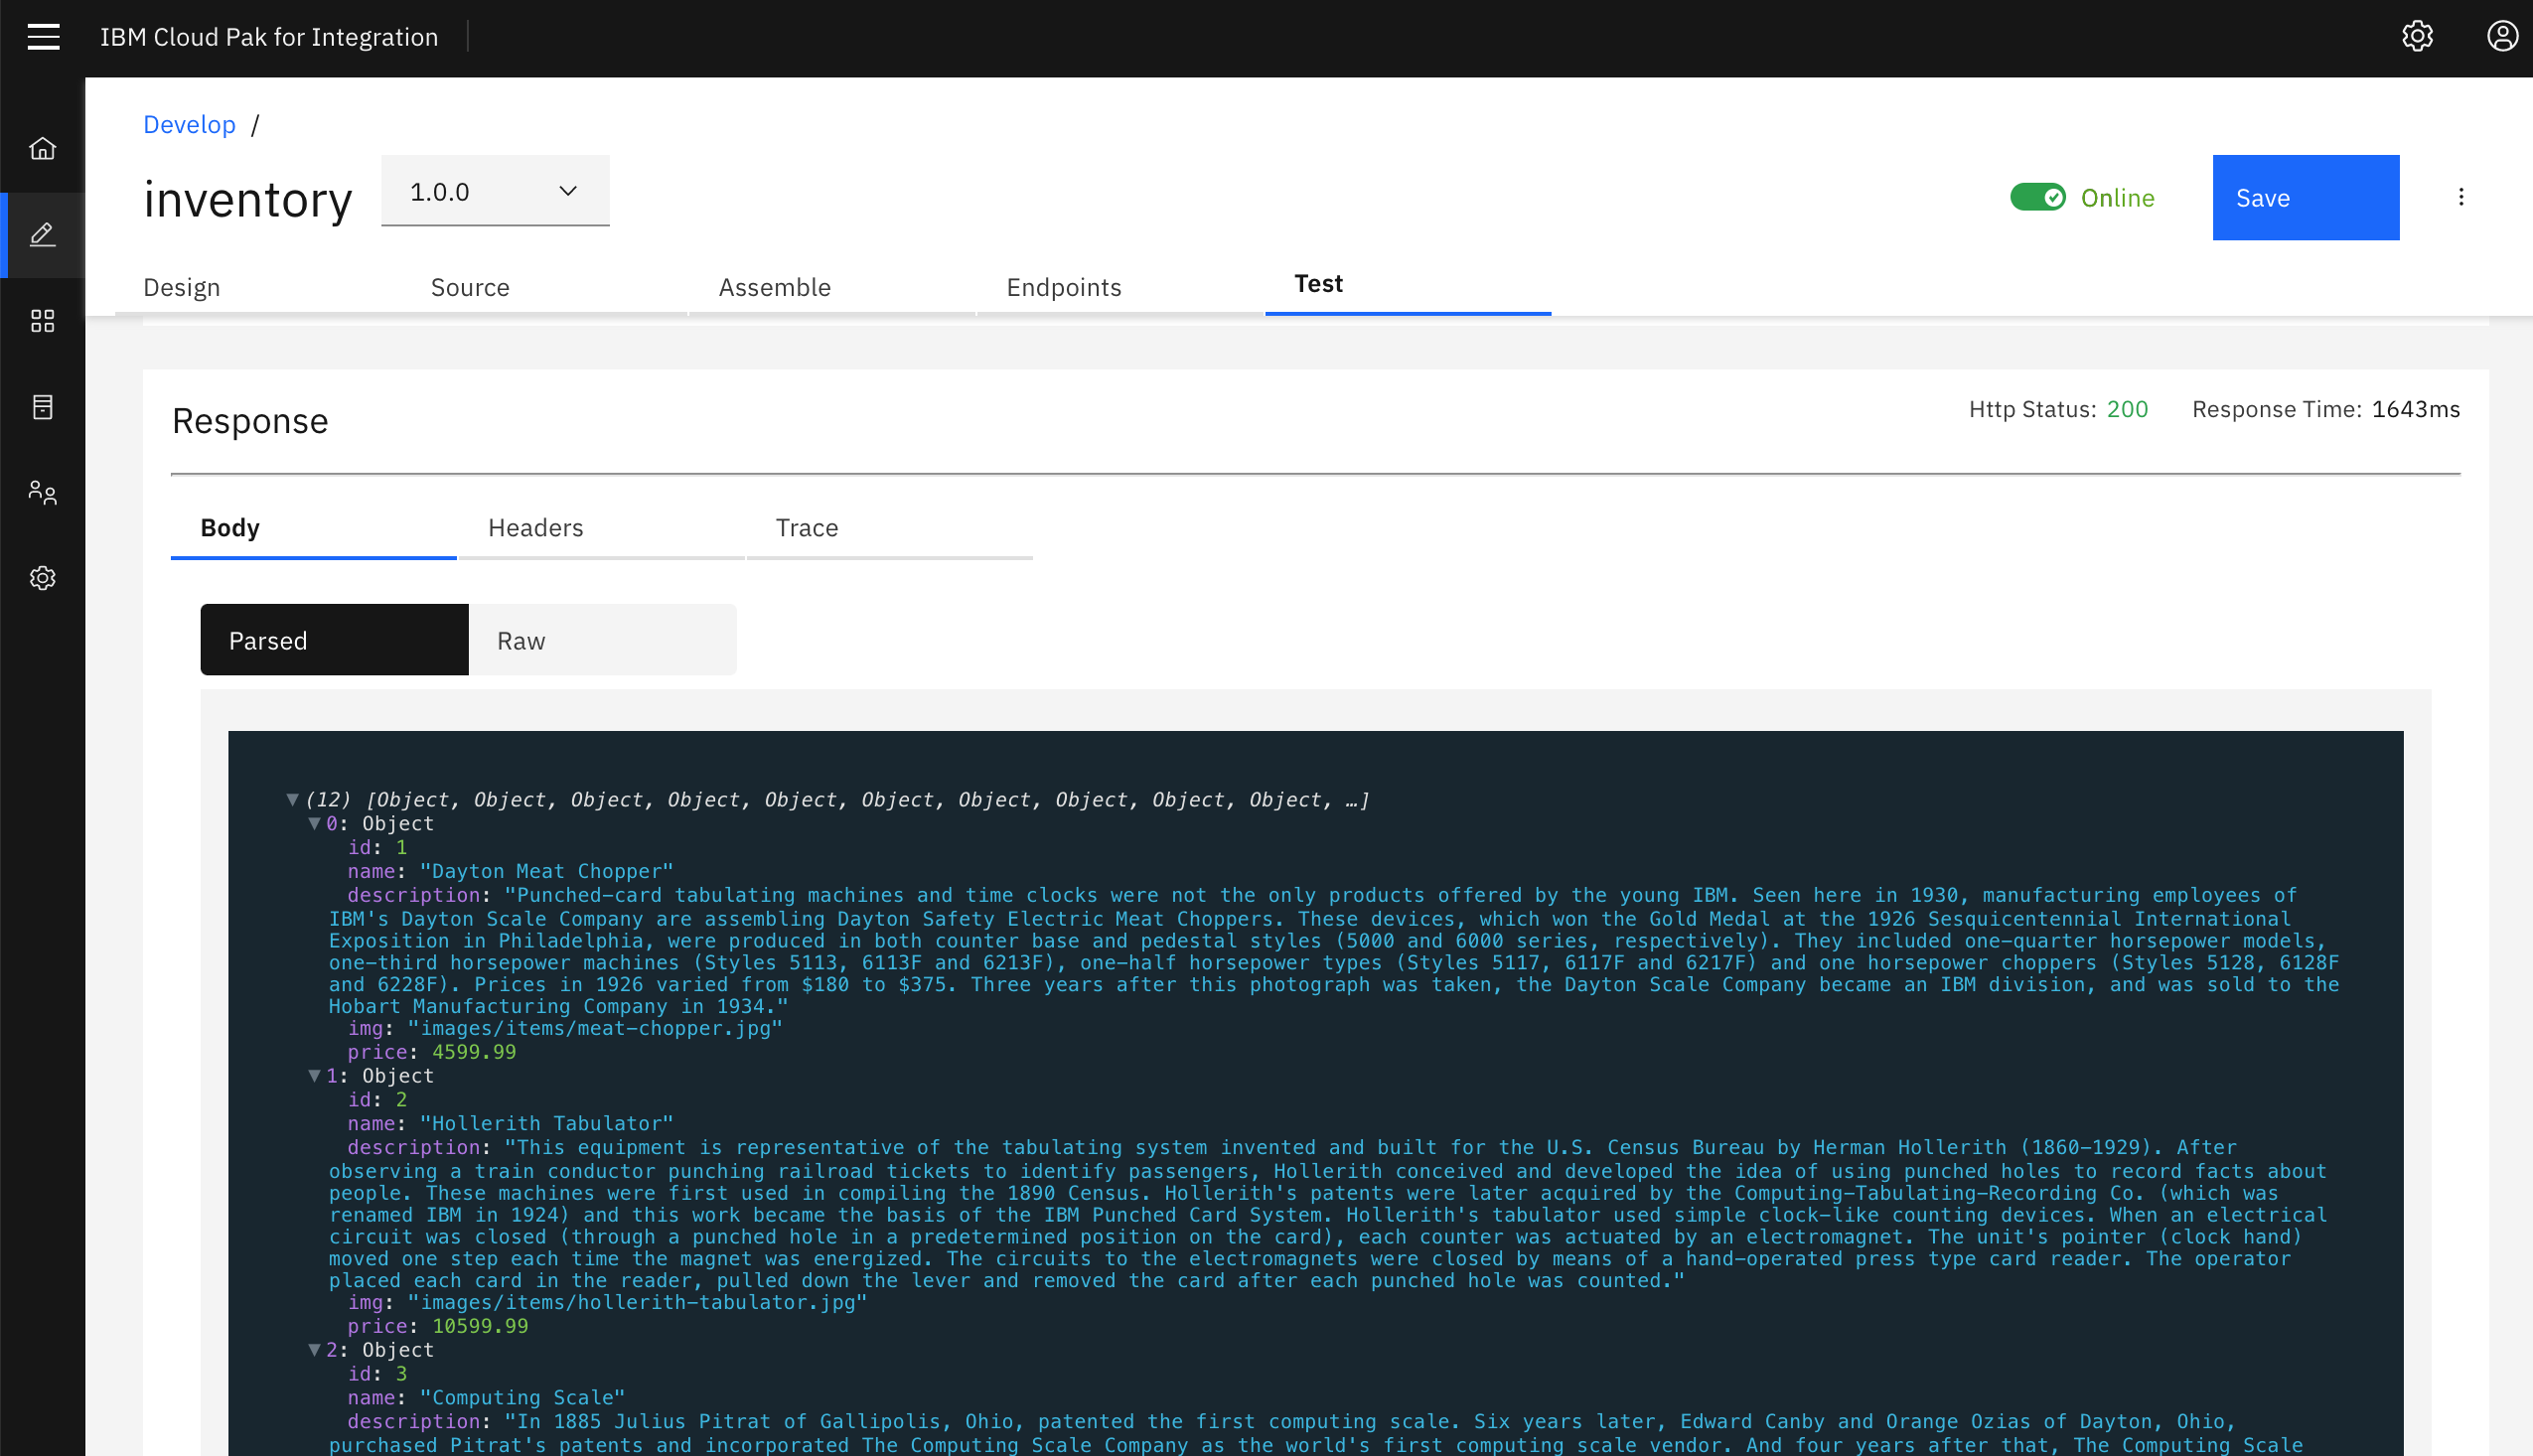 IBM Cloud Pak for Integration
Develop /
inventory
1.0.0
Online
Save
Design
Source
Assemble
Endpoints
Test
Response
Http Status: 200
Response Time: 1643ms
Body
Headers
Trace
Parsed
Raw
(12) [Object, Object, Object, Object, Object, Object, Object, Object, Object, Object, …]
0: Object
id: 1
name: "Dayton Meat Chopper"
description: "Punched-card tabulating machines and time clocks were not the only products offered by the young IBM. Seen here in 1930, manufacturing employees of
IBM's Dayton Scale Company are assembling Dayton Safety Electric Meat Choppers. These devices, which won the Gold Medal at the 1926 Sesquicentennial International
Exposition in Philadelphia, were produced in both counter base and pedestal styles (5000 and 6000 series, respectively). They included one-quarter horsepower models,
one-third horsepower machines (Styles 5113, 6113F and 6213F), one-half horsepower types (Styles 5117, 6117F and 6217F) and one horsepower choppers (Styles 5128, 6128F
and 6228F). Prices in 1926 varied from $180 to $375. Three years after this photograph was taken, the Dayton Scale Company became an IBM division, and was sold to the
Hobart Manufacturing Company in 1934."
img: "images/items/meat-chopper.jpg"
price: 4599.99
1: Object
id: 2
name: "Hollerith Tabulator"
description: "This equipment is representative of the tabulating system invented and built for the U.S. Census Bureau by Herman Hollerith (1860-1929). After
observing a train conductor punching railroad tickets to identify passengers, Hollerith conceived and developed the idea of using punched holes to record facts about
people. These machines were first used in compiling the 1890 Census. Hollerith's patents were later acquired by the Computing-Tabulating-Recording Co. (which was
renamed IBM in 1924) and this work became the basis of the IBM Punched Card System. Hollerith's tabulator used simple clock-like counting devices. When an electrical
circuit was closed (through a punched hole in a predetermined position on the card), each counter was actuated by an electromagnet. The unit's pointer (clock hand)
moved one step each time the magnet was energized. The circuits to the electromagnets were closed by means of a hand-operated press type card reader. The operator
placed each card in the reader, pulled down the lever and removed the card after each punched hole was counted."
img: "images/items/hollerith-tabulator.jpg"
price: 10599.99
2: Object
id: 3
name: "Computing Scale"
description: "In 1885 Julius Pitrat of Gallipolis, Ohio, patented the first computing scale. Six years later, Edward Canby and Orange Ozias of Dayton, Ohio,
purchased Pitrat's patents and incorporated The Computing Scale Company as the world's first computing scale vendor. And four years after that, The Computing Scale